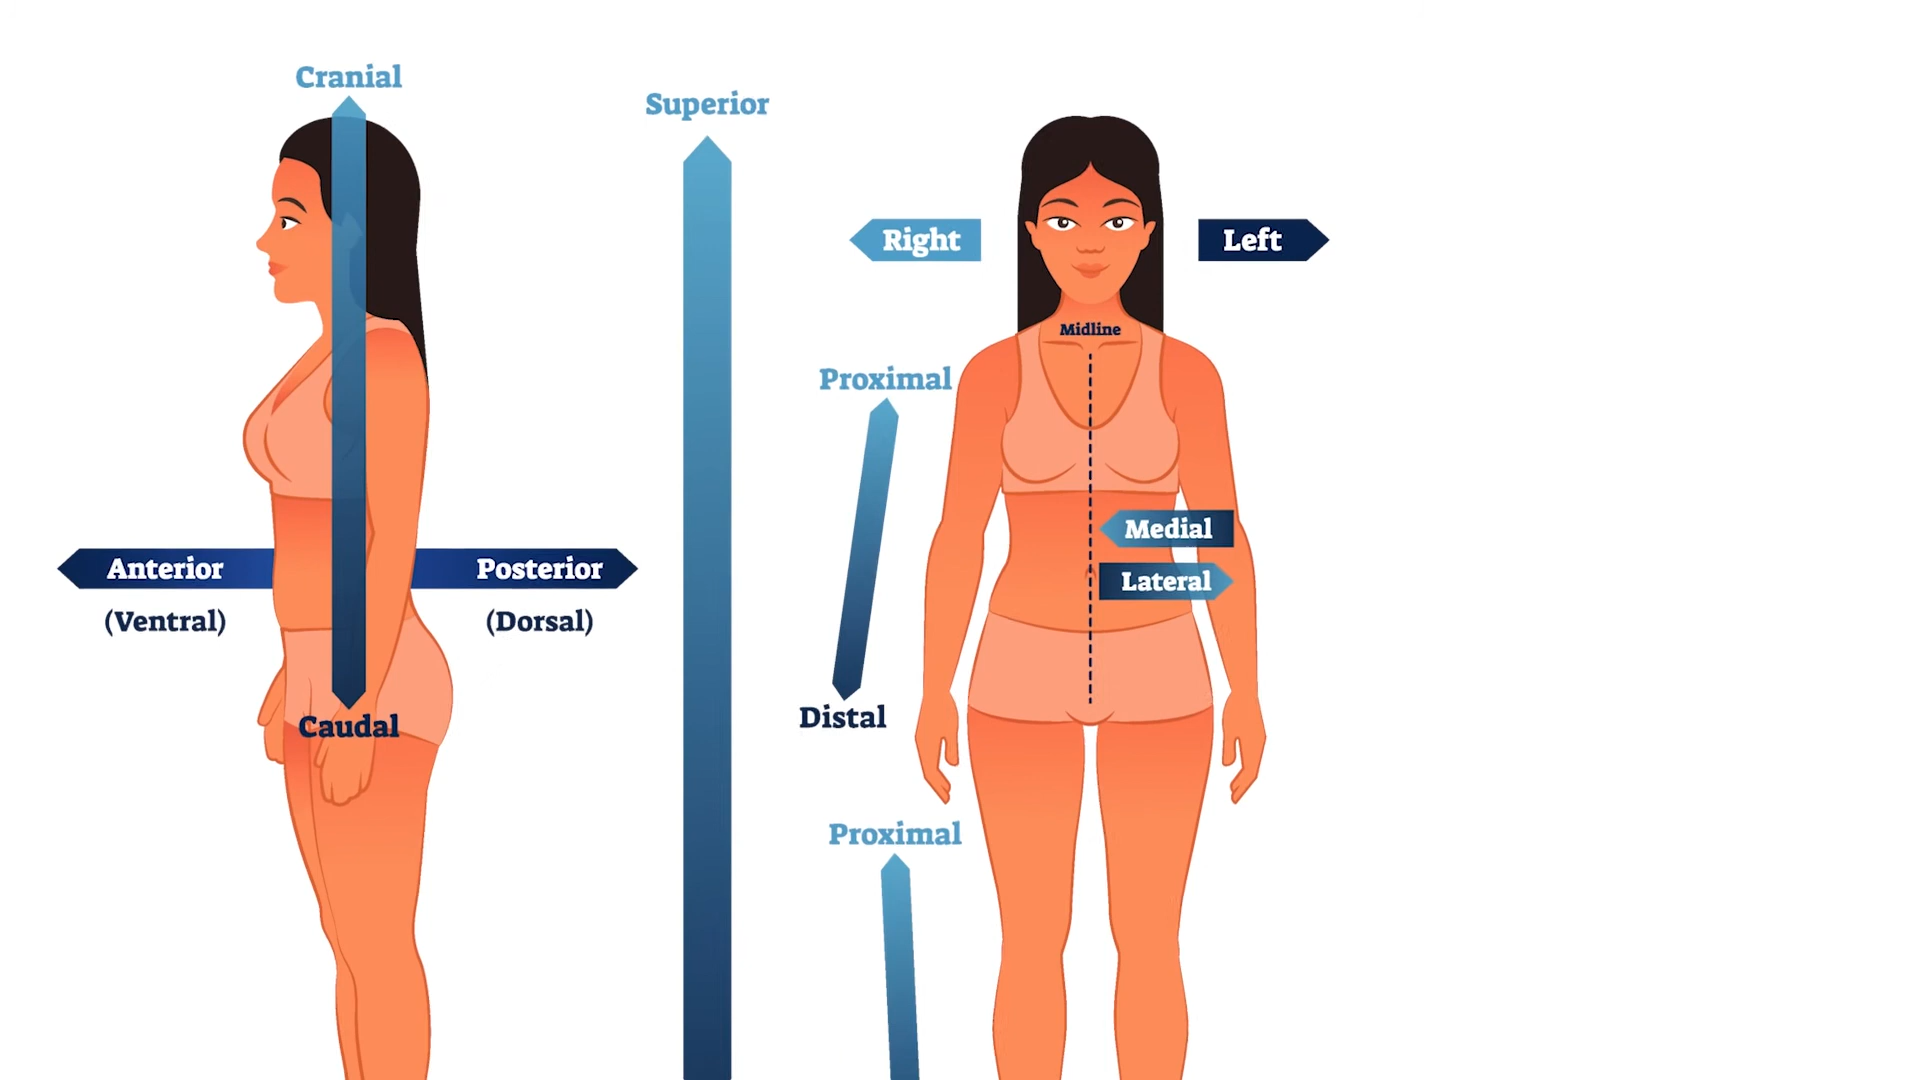 Cranial
Superior
Right
Left
Midline
Proximal
Medial
Anterior
Posterior
Lateral
(Ventral)
(Dorsal)
Distal
Caudal
Proximal